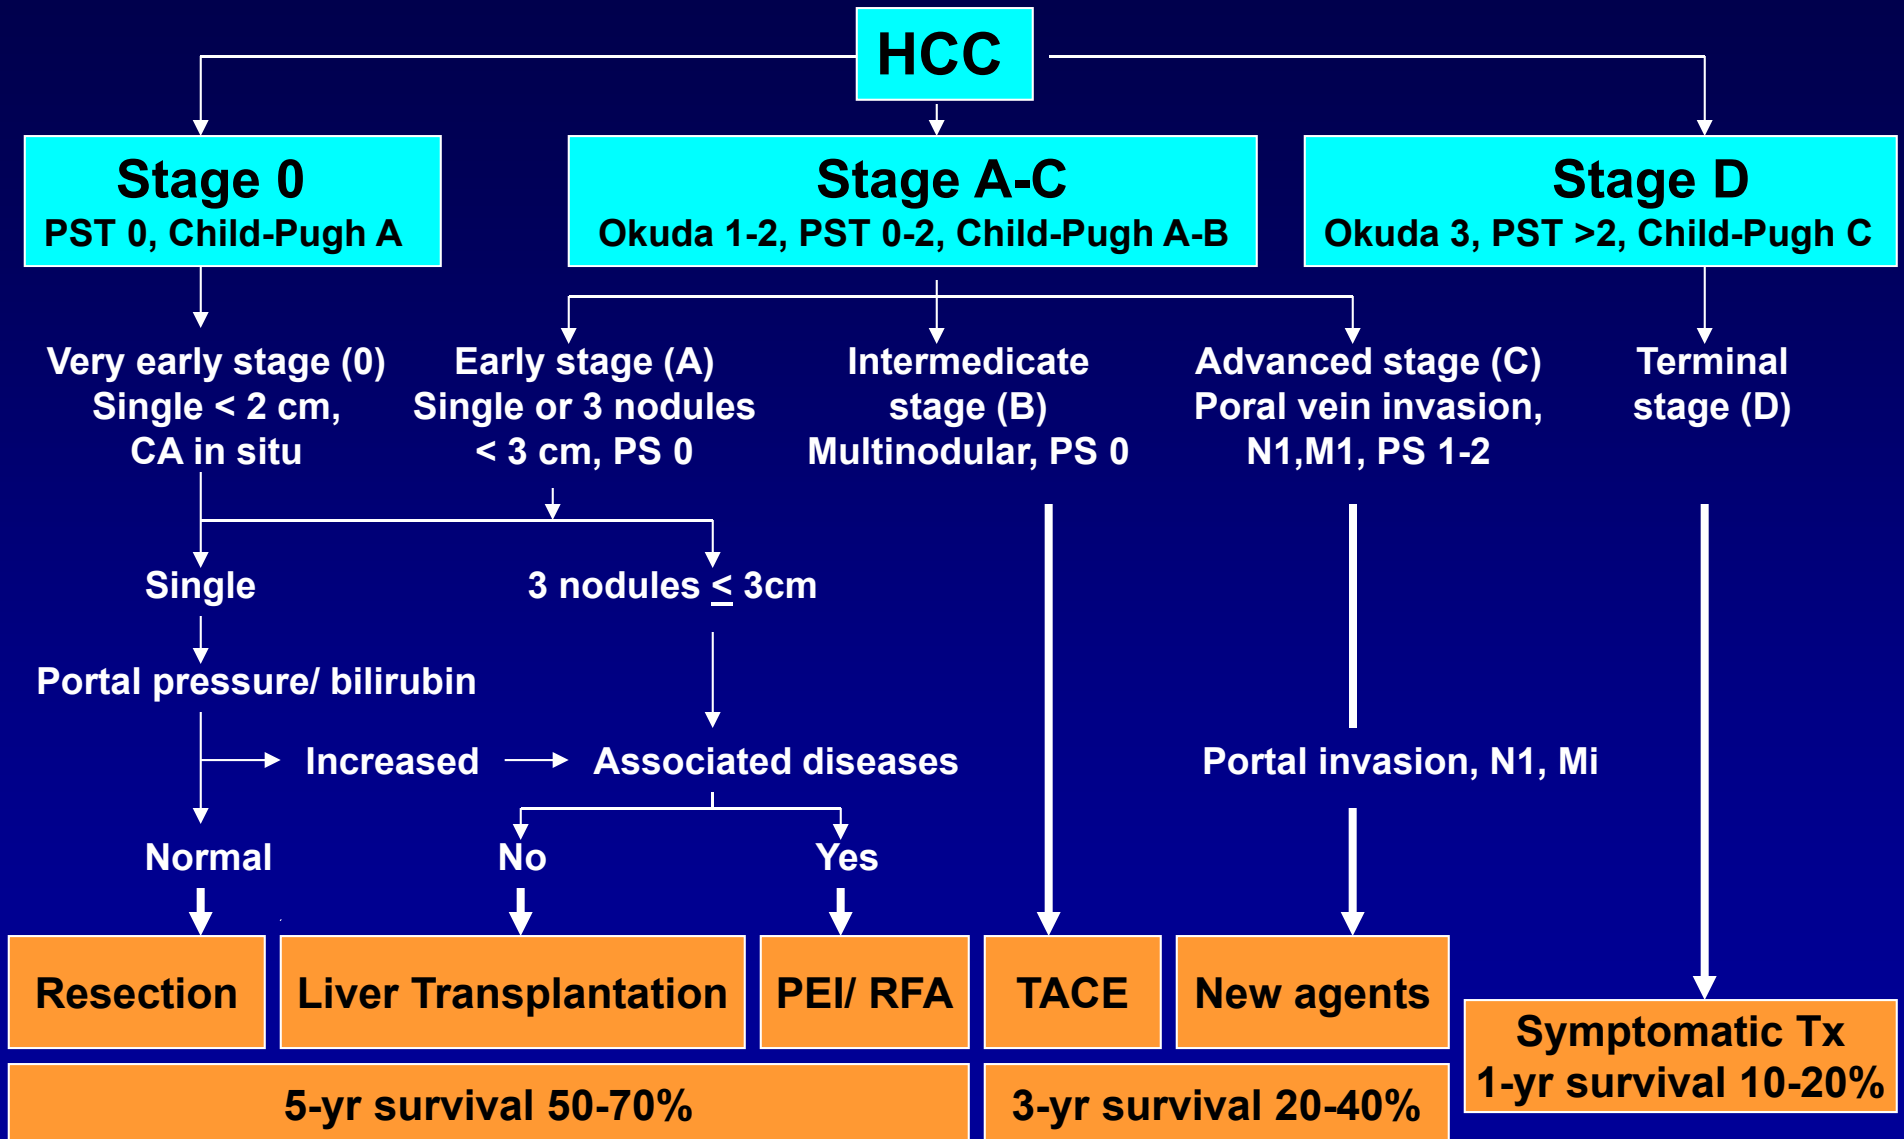 HCC
Stage 0
PST 0, Child-Pugh A
Stage A-C
Okuda 1-2, PST 0-2, Child-Pugh A-B
Stage D
Okuda 3, PST >2, Child-Pugh C
Very early stage (0)
Single < 2 cm,
CA in situ
Early stage (A)
Single or 3 nodules
< 3 cm, PS 0
Intermedicate
stage (B)
Multinodular, PS 0
Advanced stage (C)
Poral vein invasion,
N1,M1, PS 1-2
Terminal
stage (D)
Single
3 nodules ≤ 3cm
Portal pressure/ bilirubin
Increased
Associated diseases
Portal invasion, N1, Mi
Normal
No
Yes
Resection
Liver Transplantation
PEI/ RFA
TACE
New agents
Symptomatic Tx
1-yr survival 10-20%
5-yr survival 50-70%
3-yr survival 20-40%